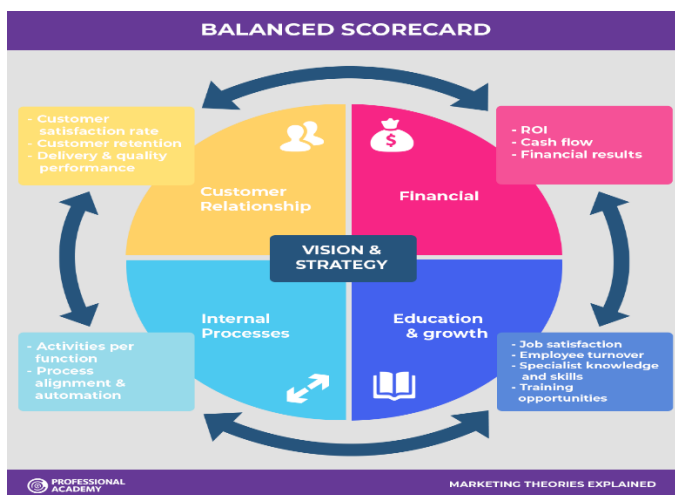 BALANCED SCORECARD
- Customer
satisfaction rate
- Customer retention
- Delivery & quality
performance
- ROI
- Cash flow
- Financial results
Customer
Relationship
$
Financial
VISION &
STRATEGY
Internal
Processes
Education
& growth
- Activities per
function
- Process
alignment &
automation
- Job satisfaction
- Employee turnover
- Specialist knowledge
and skills
- Training
opportunities
PROFESSIONAL
ACADEMY
MARKETING THEORIES EXPLAINED